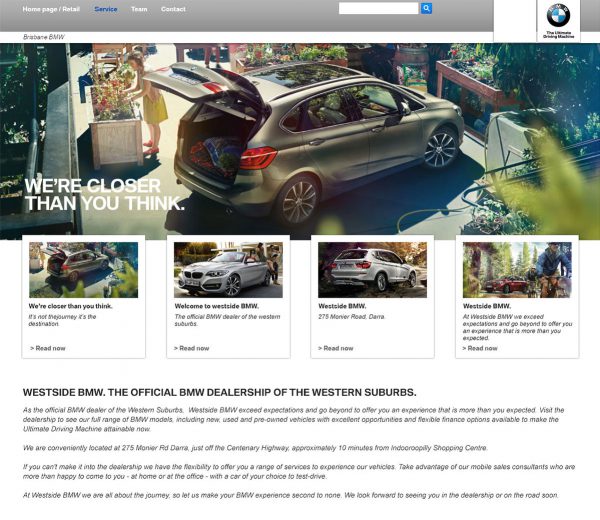 Home page / Retail Service Team Contact
The Ultimate
Driving Machine
Brisbane BMW
WE'RE CLOSER
THAN YOU THINK.
We're closer than you think.
It's not thejourney it's the
destination.
> Read now
Welcome to westside BMW.
The official BMW dealer of the western
suburbs.
> Read now
Westside BMW.
275 Monier Road, Darra.
> Read now
Westside BMW.
At Westside BMW we exceed
expectations and go beyond to offer you
an experience that is more than you
expected.
> Read now
WESTSIDE BMW. THE OFFICIAL BMW DEALERSHIP OF THE WESTERN SUBURBS.
As the official BMW dealer of the Western Suburbs, Westside BMW exceed expectations and go beyond to offer you an experience that is more than you expected. Visit the
dealership to see our full range of BMW models, including new, used and pre-owned vehicles with excellent opportunities and flexible finance options available to make the
Ultimate Driving Machine attainable now.
We are conveniently located at 275 Monier Rd Darra, just off the Centenary Highway, approximately 10 minutes from Indooroopilly Shopping Centre.
If you can't make it into the dealership we have the flexibility to offer you a range of services to experience our vehicles. Take advantage of our mobile sales consultants who are
more than happy to come to you - at home or at the office - with a car of your choice to test-drive.
At Westside BMW we are all about the journey, so let us make your BMW experience second to none. We look forward to seeing you in the dealership or on the road soon.